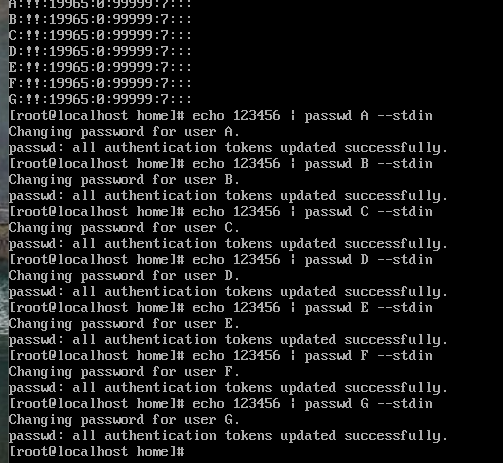 A:!!:19965:0:99999:7:::
B:!!:19965:0:99999:7:::
C:!!:19965:0:99999:7:::
D:!!:19965:0:99999:7:::
E:!!:19965:0:99999:7:::
F:!!:19965:0:99999:7:::
G:!!:19965:0:99999:7:::
[root@localhost home]# echo 123456 | passwd A --stdin
Changing password for user A.
passwd: all authentication tokens updated successfully.
[root@localhost home]# echo 123456 | passwd B --stdin
Changing password for user B.
passwd: all authentication tokens updated successfully.
[root@localhost home]# echo 123456 | passwd C --stdin
Changing password for user C.
passwd: all authentication tokens updated successfully.
[root@localhost home]# echo 123456 | passwd D --stdin
Changing password for user D.
passwd: all authentication tokens updated successfully.
[root@localhost home]# echo 123456 | passwd E --stdin
Changing password for user E.
passwd: all authentication tokens updated successfully.
[root@localhost home]# echo 123456 | passwd F --stdin
Changing password for user F.
passwd: all authentication tokens updated successfully.
[root@localhost home]# echo 123456 | passwd G --stdin
Changing password for user G.
passwd: all authentication tokens updated successfully.
[root@localhost home]#